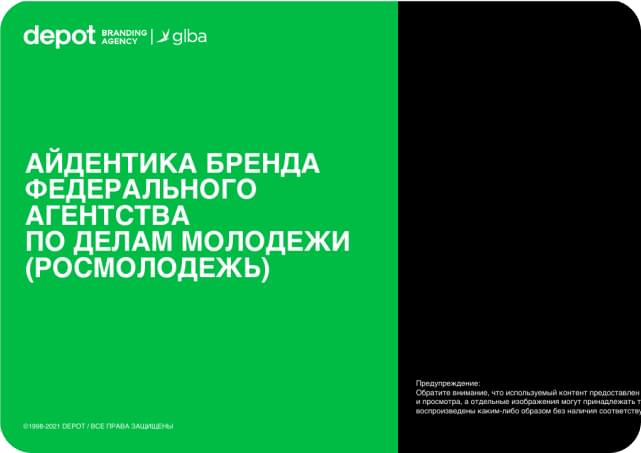 depot BRANDING AGENCY | glba
АЙДЕНТИКА БРЕНДА
ФЕДЕРАЛЬНОГО
АГЕНТСТВА
ПО ДЕЛАМ МОЛОДЕЖИ
(РОСМОЛОДЕЖЬ)
Предупреждение:
Обратите внимание, что используемый контент предоставлен
и просмотра, а отдельные изображения могут принадлежать т
воспроизведены каким-либо образом без наличия соответству
©1998-2021 DEPOT / ВСЕ ПРАВА ЗАЩИЩЕНЫ